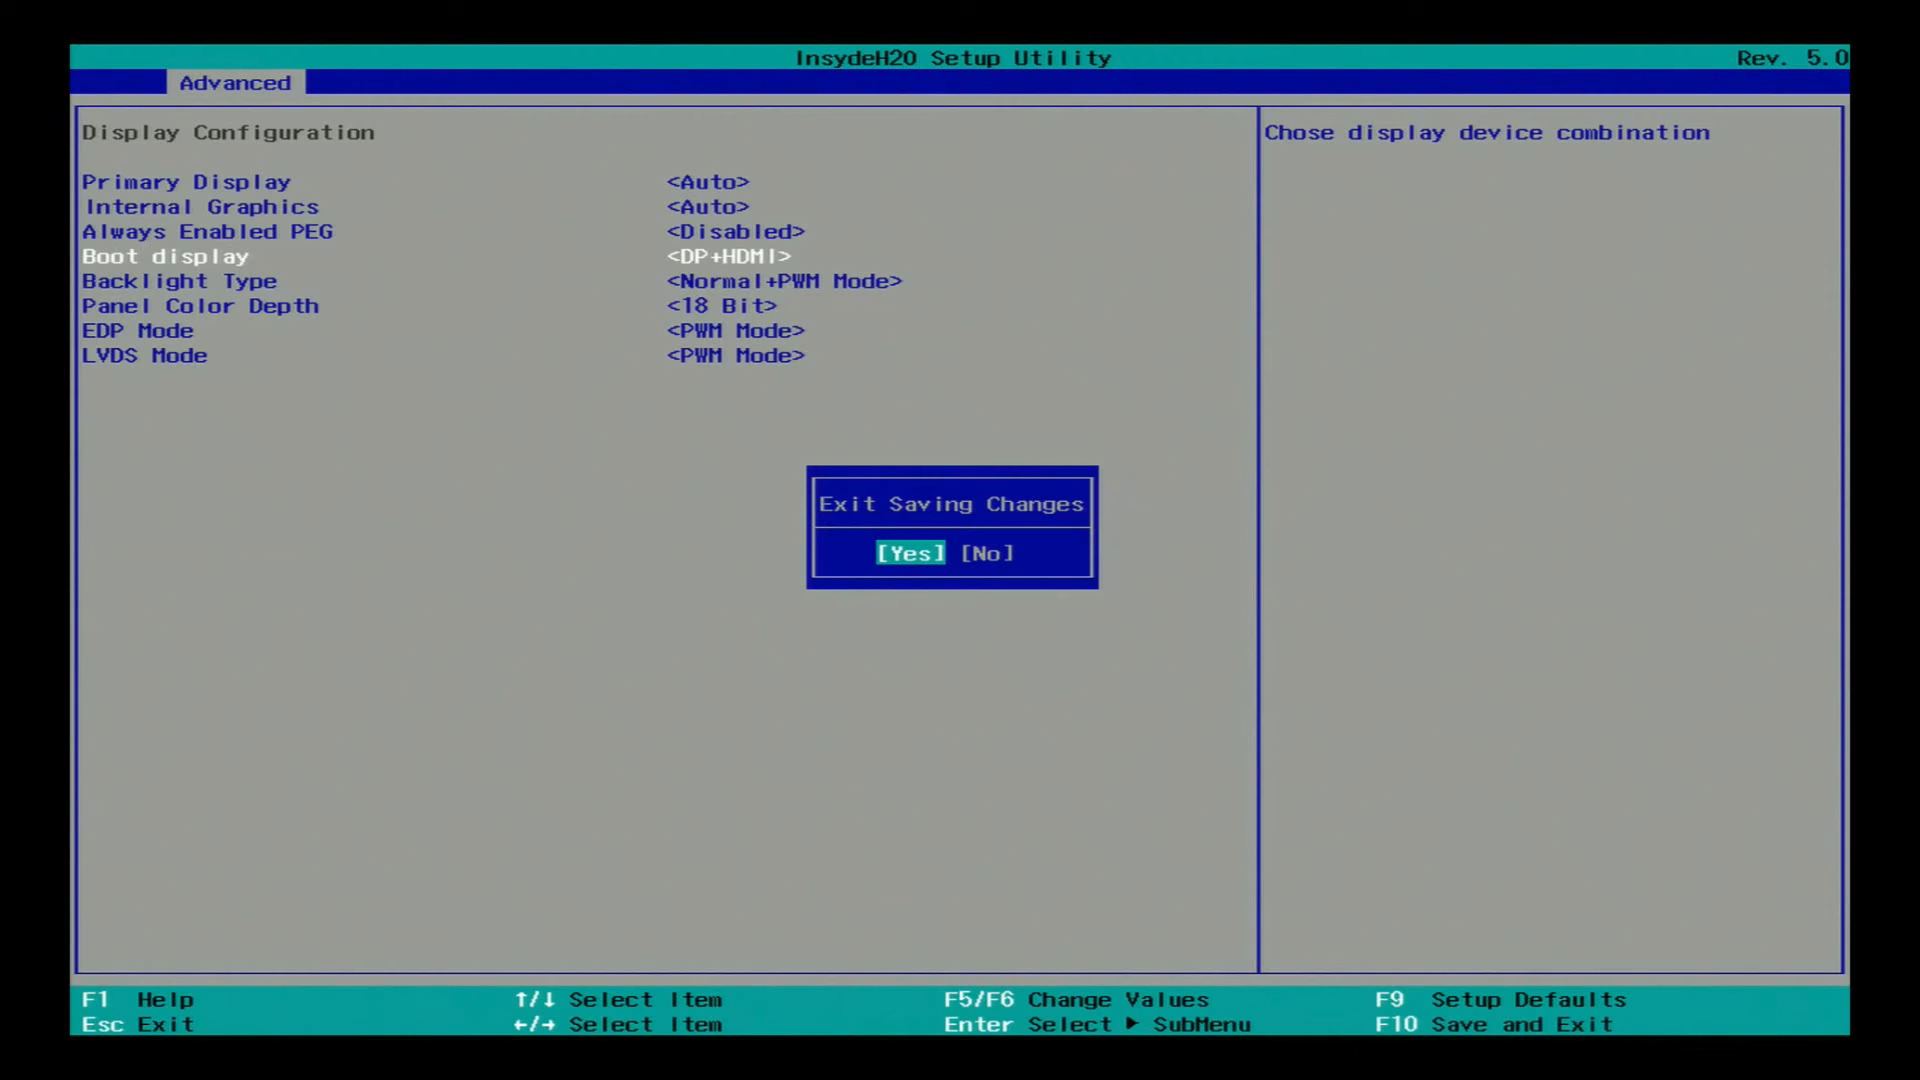 InsydeH20 Setup Utility Rev. 5.0
Advanced
Display Configuration
Chose display device combination
Primary Display <Auto>
Internal Graphics <Auto>
Always Enabled PEG <Disabled>
Boot display <DP+HDMI>
Backlight Type <Normal+PWM Mode>
Panel Color Depth <18 Bit>
EDP Mode <PWM Mode>
LVDS Mode <PWM Mode>
Exit Saving Changes
[Yes] [No]
F1 Help ↑/↓ Select Item F5/F6 Change Values F9 Setup Defaults
Esc Exit ←/→ Select Item Enter Select ▶ SubMenu F10 Save and Exit